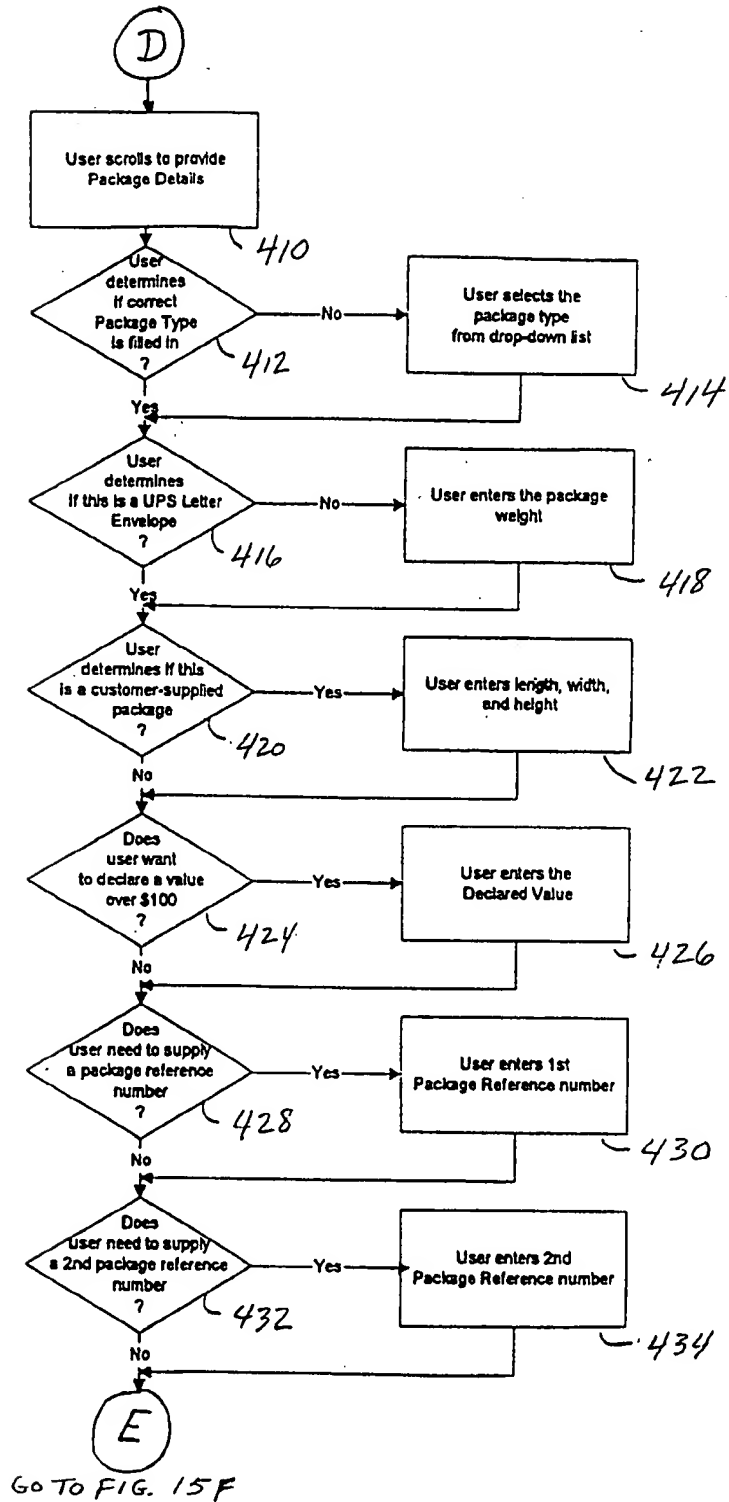 D
User scrolls to provide
Package Details
410
User
determines
if correct
Package Type
is filled in
?
412
No
User selects the
package type
from drop-down list
414
Yes
User
determines
if this is a UPS Letter
Envelope
?
416
No
User enters the package
weight
418
Yes
User
determines if this
is a customer-supplied
package
?
420
Yes
User enters length, width,
and height
422
No
Does
user want
to declare a value
over $100
?
424
Yes
User enters the
Declared Value
426
No
Does
user need to supply
a package reference
number
?
428
Yes
User enters 1st
Package Reference number
430
No
Does
user need to supply
a 2nd package reference
number
?
432
Yes
User enters 2nd
Package Reference number
434
No
E
GO TO FIG. 15F